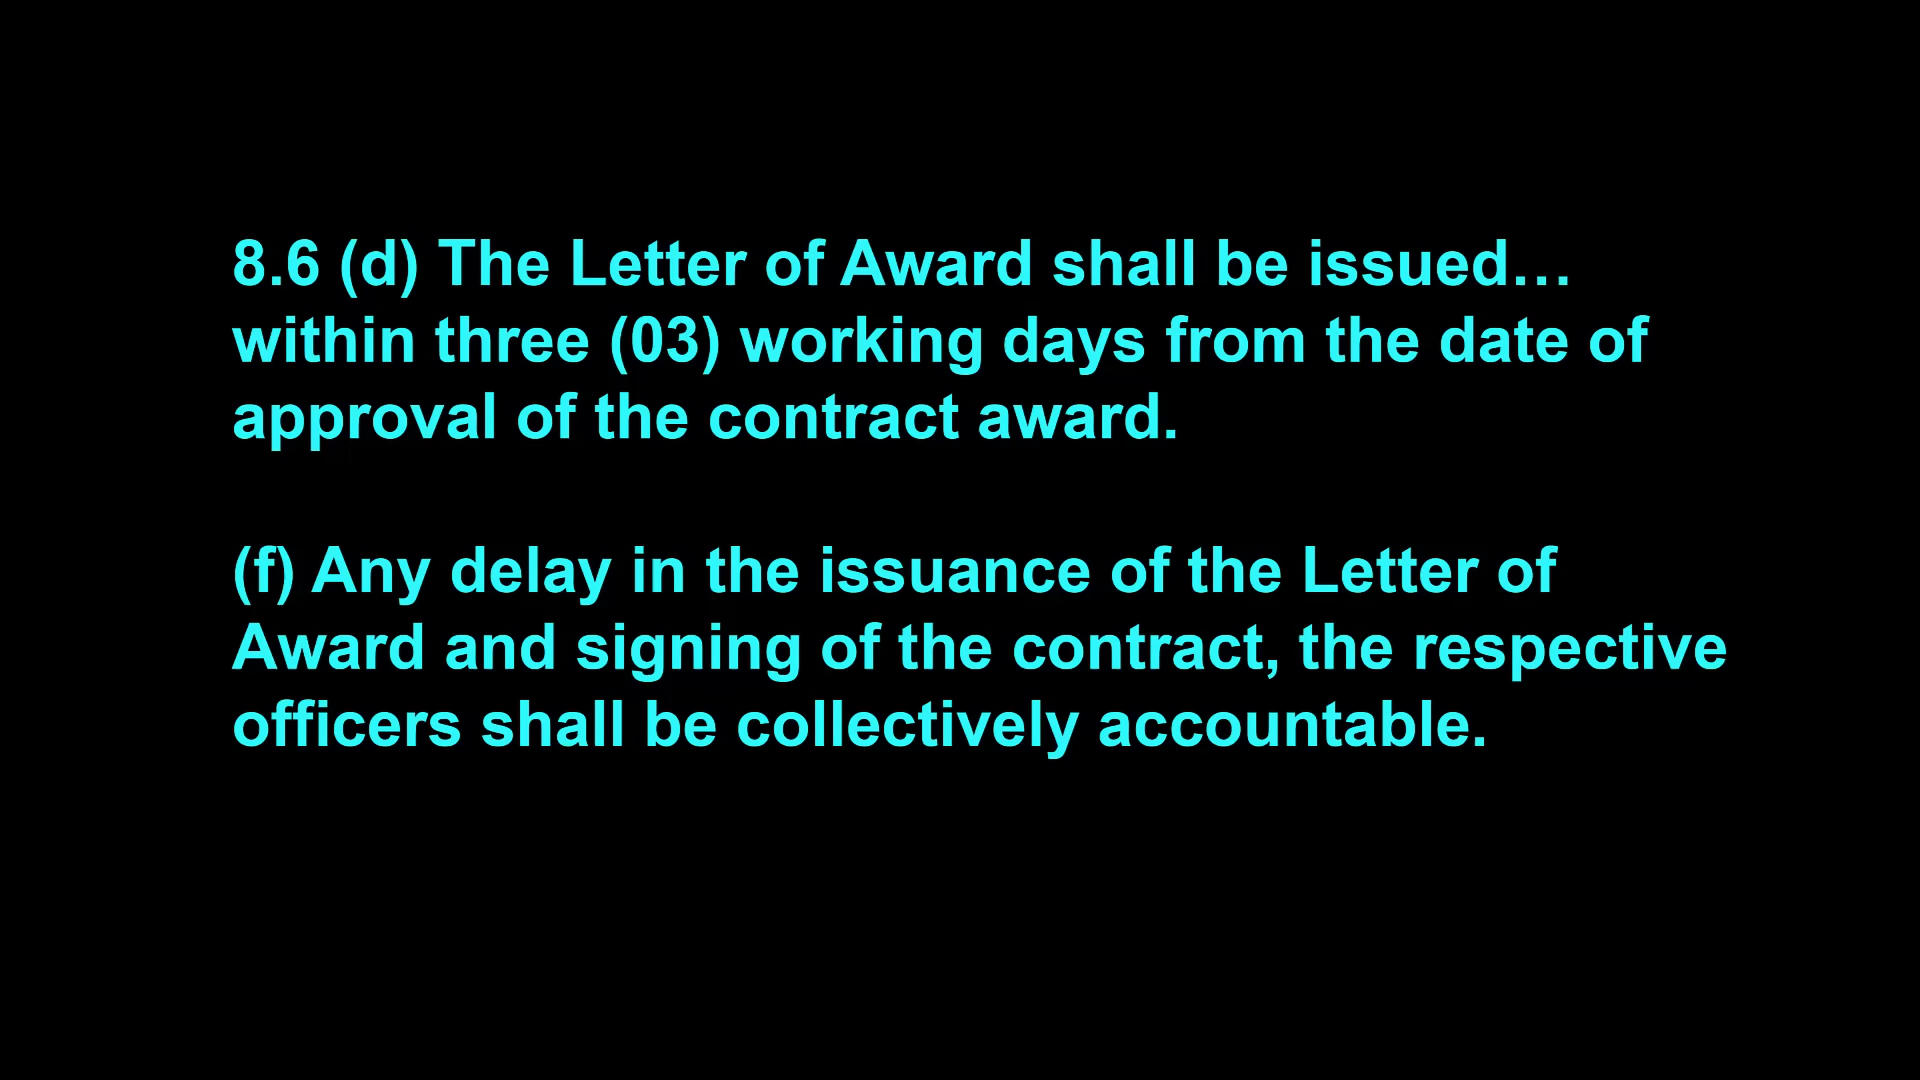 8.6 (d) The Letter of Award shall be issued…
within three (03) working days from the date of
approval of the contract award.
(f) Any delay in the issuance of the Letter of
Award and signing of the contract, the respective
officers shall be collectively accountable.